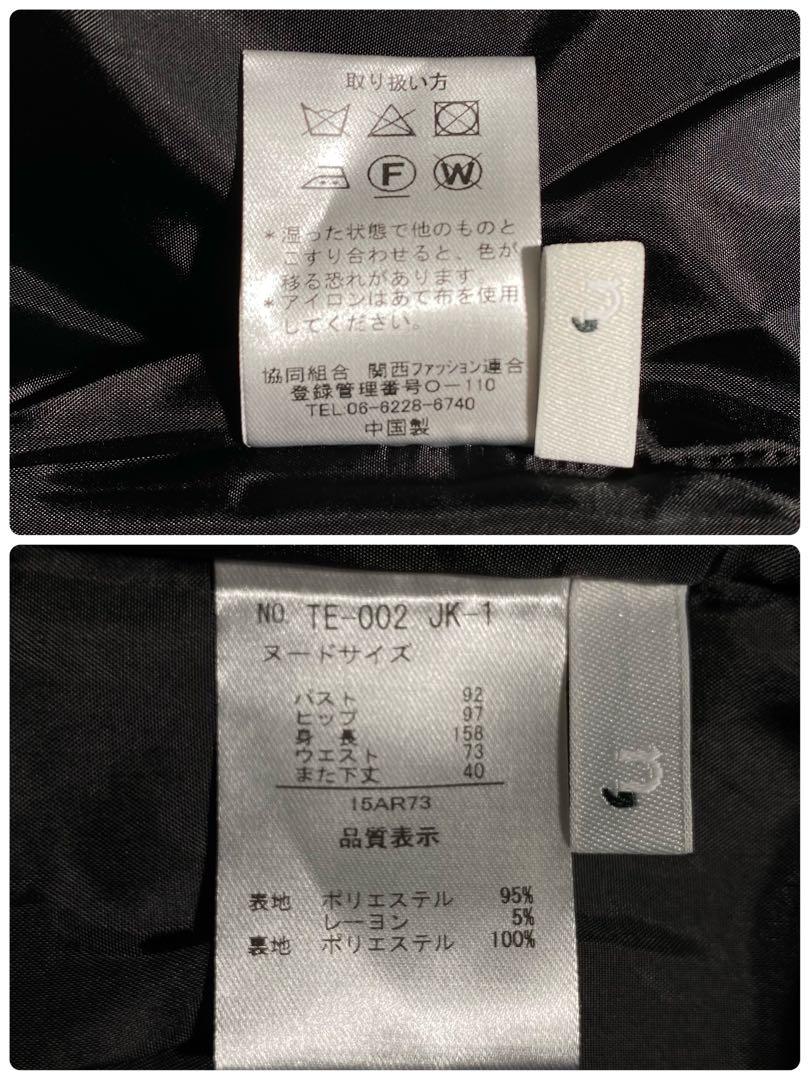 取り扱い方
F W
*湿った状態で他のものと
こすり合わせると、色が
移る恐れがあります
*アイロンはあて布を使用
してください。
協同組合 関西ファッション連合
登録管理番号O-110
TEL:06-6228-6740
中国製
NO. TE-002 JK-1
ヌードサイズ
バスト 92
ヒップ 97
身長 158
ウエスト 73
また下丈 40
15AR73
品質表示
表地 ポリエステル 95%
レーヨン 5%
裏地 ポリエステル 100%